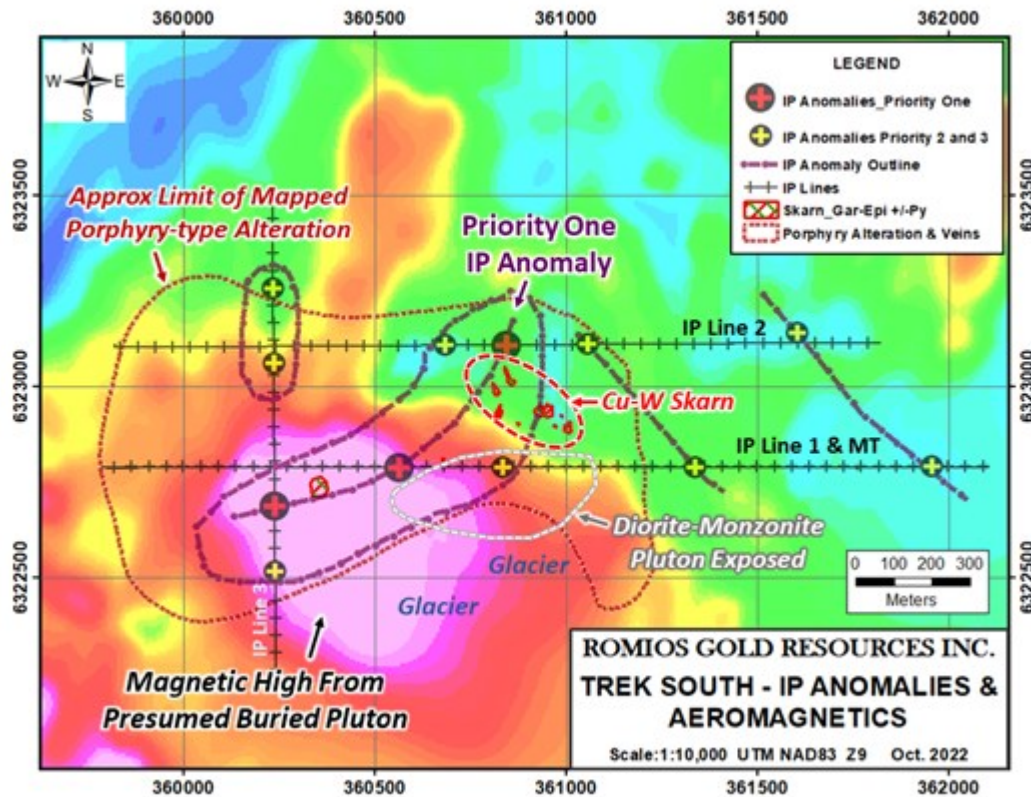 360000 360500 361000 361500 362000
N
W E
S
LEGEND
IP Anomalies_Priority One
IP Anomalies Priority 2 and 3
IP Anomaly Outline
IP Lines
Skarn_Gar-Epi +/-Py
Porphyry Alteration & Veins
6323500 6323500
Approx Limit of Mapped
Porphyry-type Alteration
Priority One
IP Anomaly
IP Line 2
6323000 6323000
Cu-W Skarn
IP Line 1 & MT
Diorite-Monzonite
Pluton Exposed
Glacier
6322500 6322500
Glacier
0 100 200 300
Meters
IP Line 3
Magnetic High From
Presumed Buried Pluton
ROMIOS GOLD RESOURCES INC.
TREK SOUTH - IP ANOMALIES &
AEROMAGNETICS
Scale:1:10,000 UTM NAD83 Z9 Oct. 2022
360000 360500 361000 361500 362000